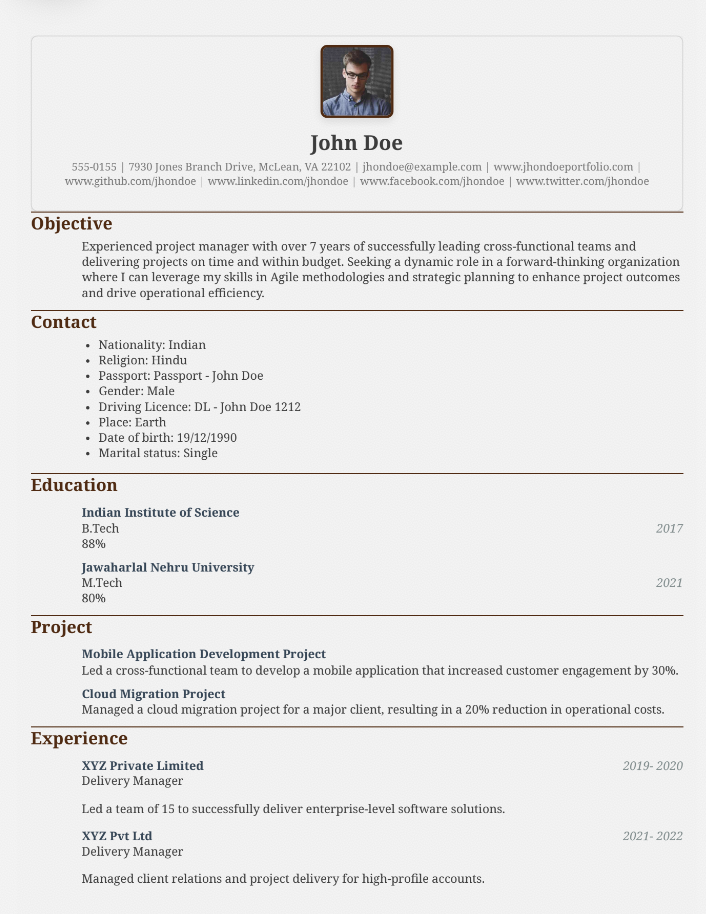 John Doe
555-0155 | 7930 Jones Branch Drive, McLean, VA 22102 | jhondoe@example.com | www.jhondoeportfolio.com |
www.github.com/jhondoe | www.linkedin.com/jhondoe | www.facebook.com/jhondoe | www.twitter.com/jhondoe
Objective
Experienced project manager with over 7 years of successfully leading cross-functional teams and
delivering projects on time and within budget. Seeking a dynamic role in a forward-thinking organization
where I can leverage my skills in Agile methodologies and strategic planning to enhance project outcomes
and drive operational efficiency.
Contact
• Nationality: Indian
• Religion: Hindu
• Passport: Passport - John Doe
• Gender: Male
• Driving Licence: DL - John Doe 1212
• Place: Earth
• Date of birth: 19/12/1990
• Marital status: Single
Education
Indian Institute of Science
B.Tech 2017
88%
Jawaharlal Nehru University
M.Tech 2021
80%
Project
Mobile Application Development Project
Led a cross-functional team to develop a mobile application that increased customer engagement by 30%.
Cloud Migration Project
Managed a cloud migration project for a major client, resulting in a 20% reduction in operational costs.
Experience
XYZ Private Limited 2019- 2020
Delivery Manager
Led a team of 15 to successfully deliver enterprise-level software solutions.
XYZ Pvt Ltd 2021- 2022
Delivery Manager
Managed client relations and project delivery for high-profile accounts.